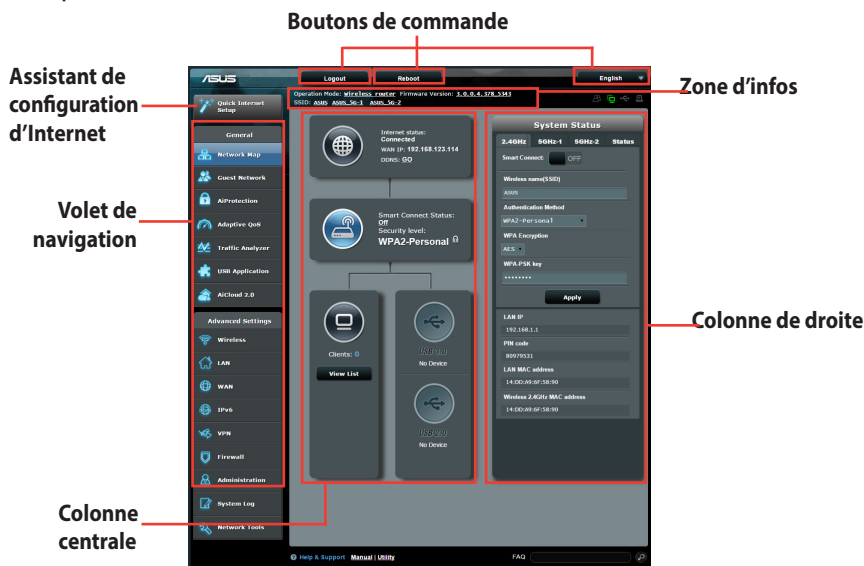 Boutons de commande
Assistant de
configuration
d'Internet
Zone d'infos
Volet de
navigation
Colonne de droite
Colonne
centrale
ASUS
Logout
Reboot
English
Operation Mode: Wireless router Firmware Version: 3.0.0.4.378_5343
SSID: ASUS ASUS_5G-1 ASUS_5G-2
Quick Internet
Setup
General
Network Map
Guest Network
AiProtection
Adaptive QoS
Traffic Analyzer
USB Application
AiCloud 2.0
Advanced Settings
Wireless
LAN
WAN
IPv6
VPN
Firewall
Administration
System Log
Network Tools
Internet status:
Connected
WAN IP: 192.168.123.114
DDNS: GO
Smart Connect Status:
Off
Security level:
WPA2-Personal
Clients: 0
View List
USB 3.0
No Device
USB 2.0
No Device
System Status
2.4GHz 5GHz-1 5GHz-2 Status
Smart Connect: OFF
Wireless name(SSID)
ASUS
Authentication Method
WPA2-Personal
WPA Encryption
AES
WPA-PSK key
••••••••
Apply
LAN IP
192.168.1.1
PIN code
80979531
LAN MAC address
14:DD:A9:6F:58:90
Wireless 2.4GHz MAC address
14:DD:A9:6F:58:90
Help & Support Manual | Utility
FAQ